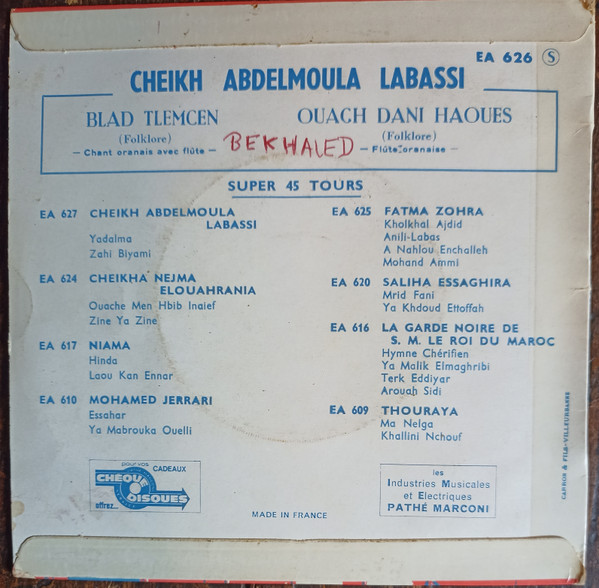 EA 626 S
CHEIKH ABDELMOULA LABASSI
BLAD TLEMCEN
(Folklore)
— Chant oranais avec flûte —
BEKHALED
OUACH DANI HAOUES
(Folklore)
— Flûte oranaise —
SUPER 45 TOURS
EA 627 CHEIKH ABDELMOULA
LABASSI
Yadalma
Zahi Biyami
EA 624 CHEIKHA NEJMA
ELOUAHRANIA
Ouache Men Hbib Inaief
Zine Ya Zine
EA 617 NIAMA
Hinda
Laou Kan Ennar
EA 610 MOHAMED JERRARI
Essahar
Ya Mabrouka Ouelli
EA 625 FATMA ZOHRA
Kholkhal Ajdid
Anili-Labas
A Nahlou Enchalleh
Mohand Ammi
EA 620 SALIHA ESSAGHIRA
Mrid Fani
Ya Khdoud Ettoffah
EA 616 LA GARDE NOIRE DE
S. M. LE ROI DU MAROC
Hymne Chérifien
Ya Malik Elmaghribi
Terk Eddiyar
Arouah Sidi
EA 609 THOURAYA
Ma Nelga
Khallini Nchouf
pour vos CADEAUX
CHÈQUE
DISQUES
offrez...
MADE IN FRANCE
les
Industries Musicales
et Electriques
PATHÉ MARCONI
VILLEURBANNE